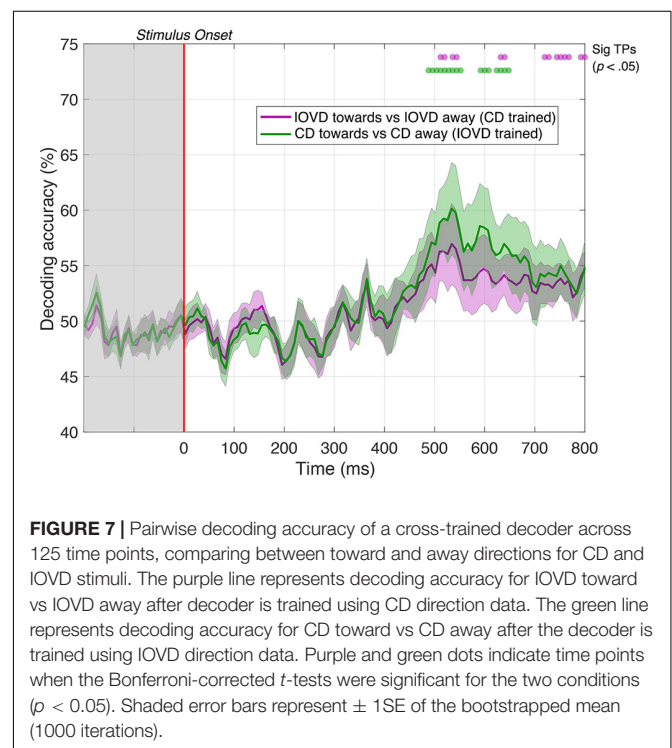 Stimulus Onset
75
70
65
60
55
50
45
40
Decoding accuracy (%)
Sig TPs
(p < .05)
IOVD towards vs IOVD away (CD trained)
CD towards vs CD away (IOVD trained)
0 100 200 300 400 500 600 700 800
Time (ms)
FIGURE 7 | Pairwise decoding accuracy of a cross-trained decoder across
125 time points, comparing between toward and away directions for CD and
IOVD stimuli. The purple line represents decoding accuracy for IOVD toward
vs IOVD away after decoder is trained using CD direction data. The green line
represents decoding accuracy for CD toward vs CD away after the decoder is
trained using IOVD direction data. Purple and green dots indicate time points
when the Bonferroni-corrected t-tests were significant for the two conditions
(p < 0.05). Shaded error bars represent ± 1SE of the bootstrapped mean
(1000 iterations).